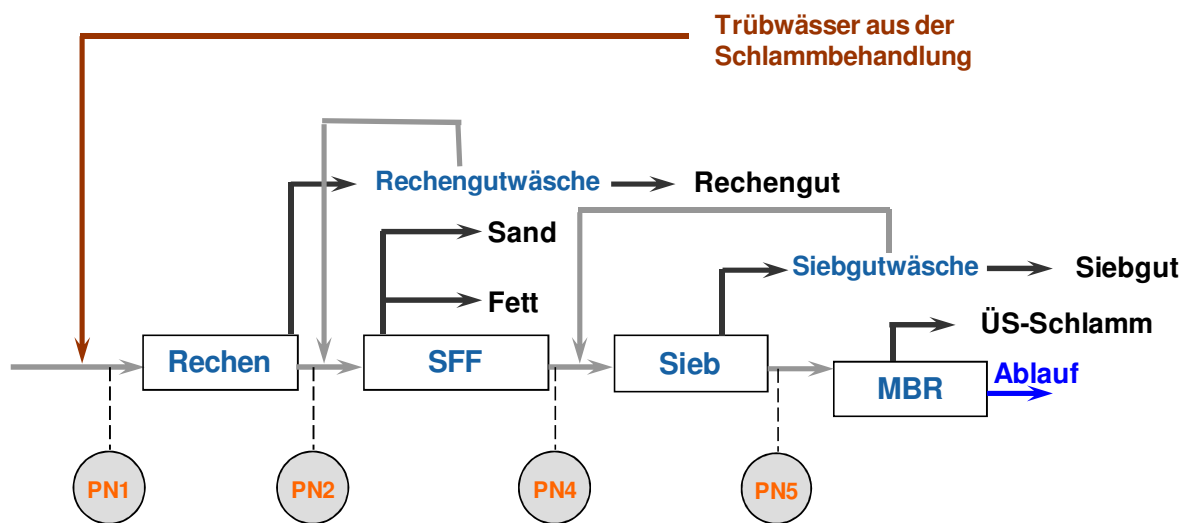 Trübwässer aus der
Schlammbehandlung
Rechengutwäsche
Rechengut
Sand
Siebgutwäsche
Siebgut
Fett
ÜS-Schlamm
Rechen
SFF
Sieb
MBR
Ablauf
PN1
PN2
PN4
PN5